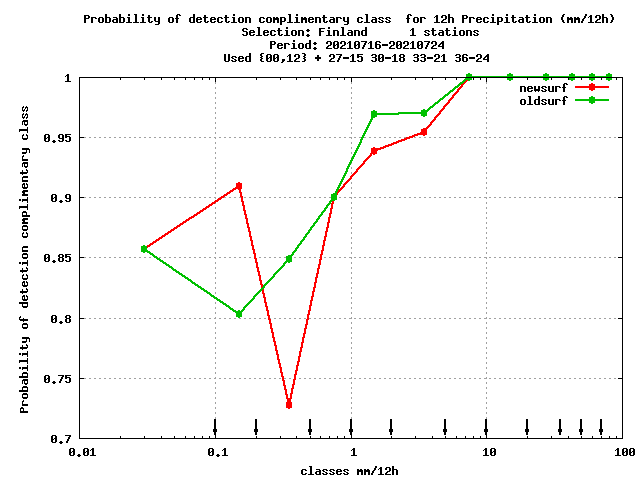 Probability of detection complimentary class  for 12h Precipitation (mm/12h)
Selection: Finland      1 stations
Period: 20210716-20210724
Used {00,12} + 27-15 30-18 33-21 36-24
newsurf
oldsurf
1
0.95
0.9
0.85
0.8
0.75
0.7
Probability of detection complimentary class
0.01 0.1 1 10 100
classes mm/12h